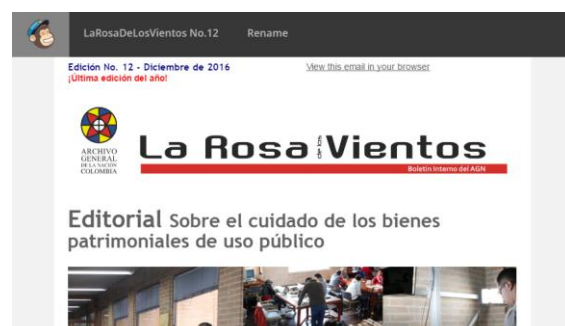 LaRosaDeLosVientos No.12 Rename
Edición No. 12 - Diciembre de 2016 View this email in your browser
¡Última edición del año!
ARCHIVO
GENERAL
DE LA NACIÓN
COLOMBIA
La Rosa de los Vientos
Boletín Interno del AGN
Editorial Sobre el cuidado de los bienes
patrimoniales de uso público